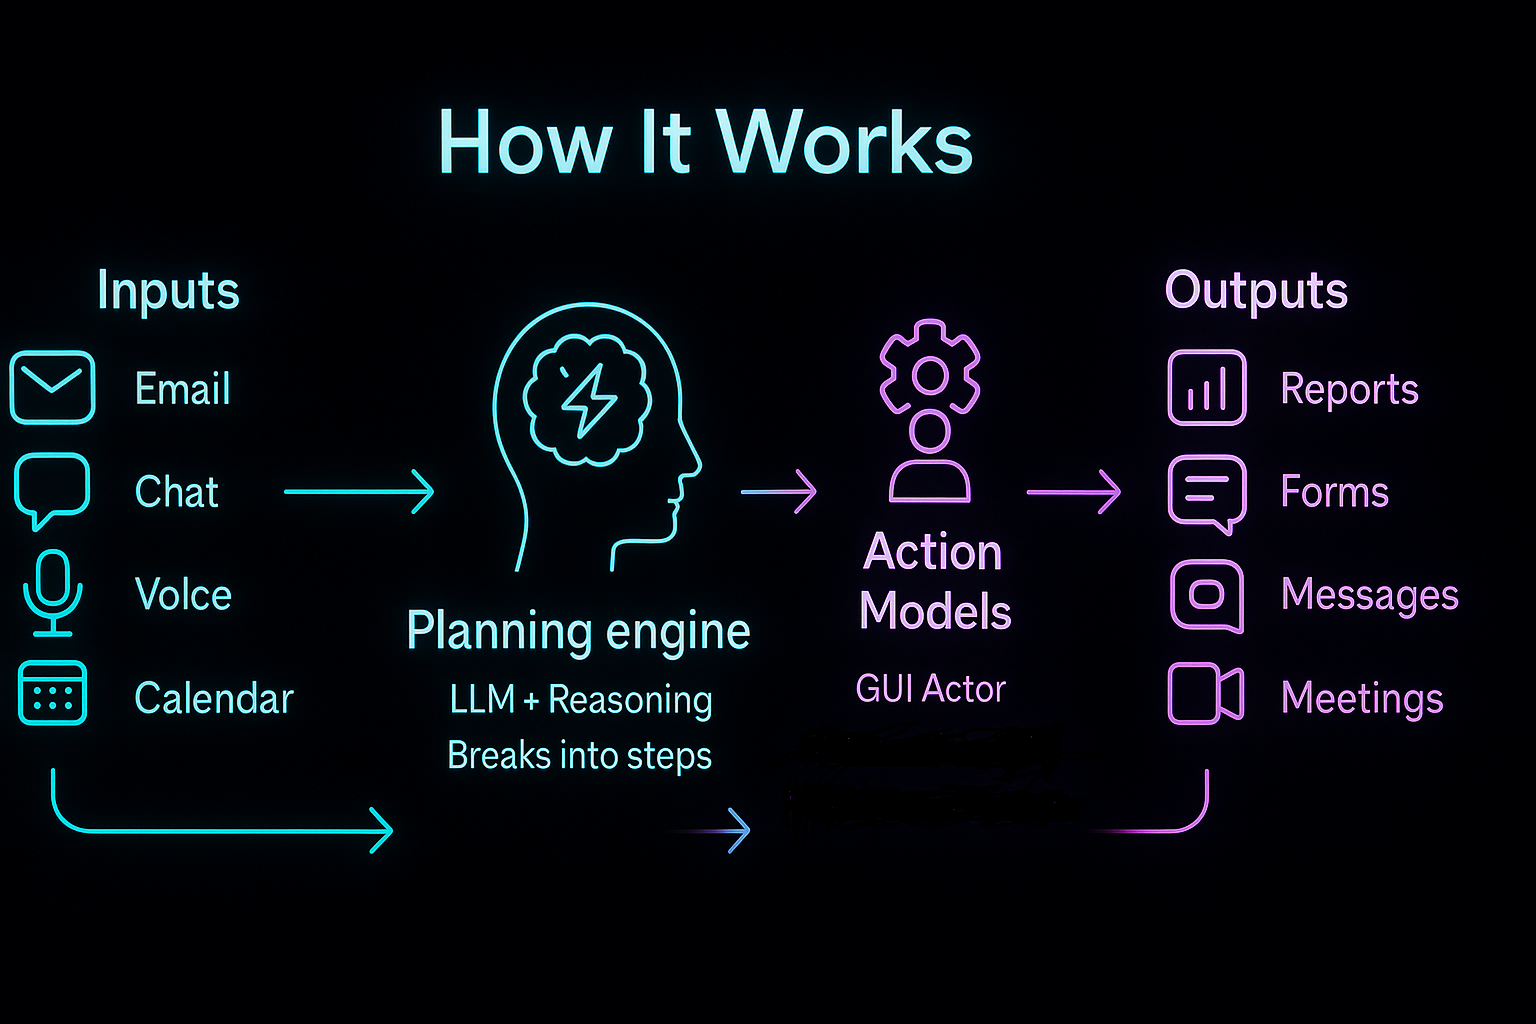 How It Works
Inputs
Email
Chat
Volce
Calendar
Planning engine
LLM + Reasoning
Breaks into steps
Action
Models
GUI Actor
Outputs
Reports
Forms
Messages
Meetings